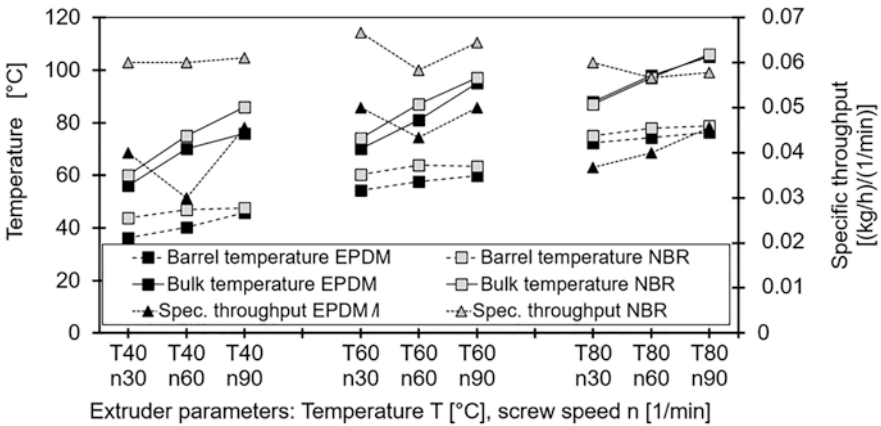 120
100
80
60
40
20
0
Temperature [°C]
0.07
0.06
0.05
0.04
0.03
0.02
0.01
0
Specific throughput
[(kg/h)/(1/min)]
Barrel temperature EPDM
Barrel temperature NBR
Bulk temperature EPDM
Bulk temperature NBR
Spec. throughput EPDM/l
Spec. throughput NBR
T40 T40 T40 T60 T60 T60 T80 T80 T80
n30 n60 n90 n30 n60 n90 n30 n60 n90
Extruder parameters: Temperature T [°C], screw speed n [1/min]